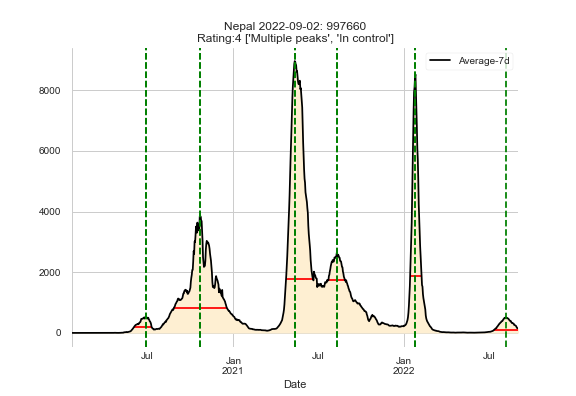 Nepal 2022-09-02: 997660
Rating:4 ['Multiple peaks', 'In control']
Average-7d
8000
6000
4000
2000
0
Jul
Jan
2021
Jul
Jan
2022
Jul
Date